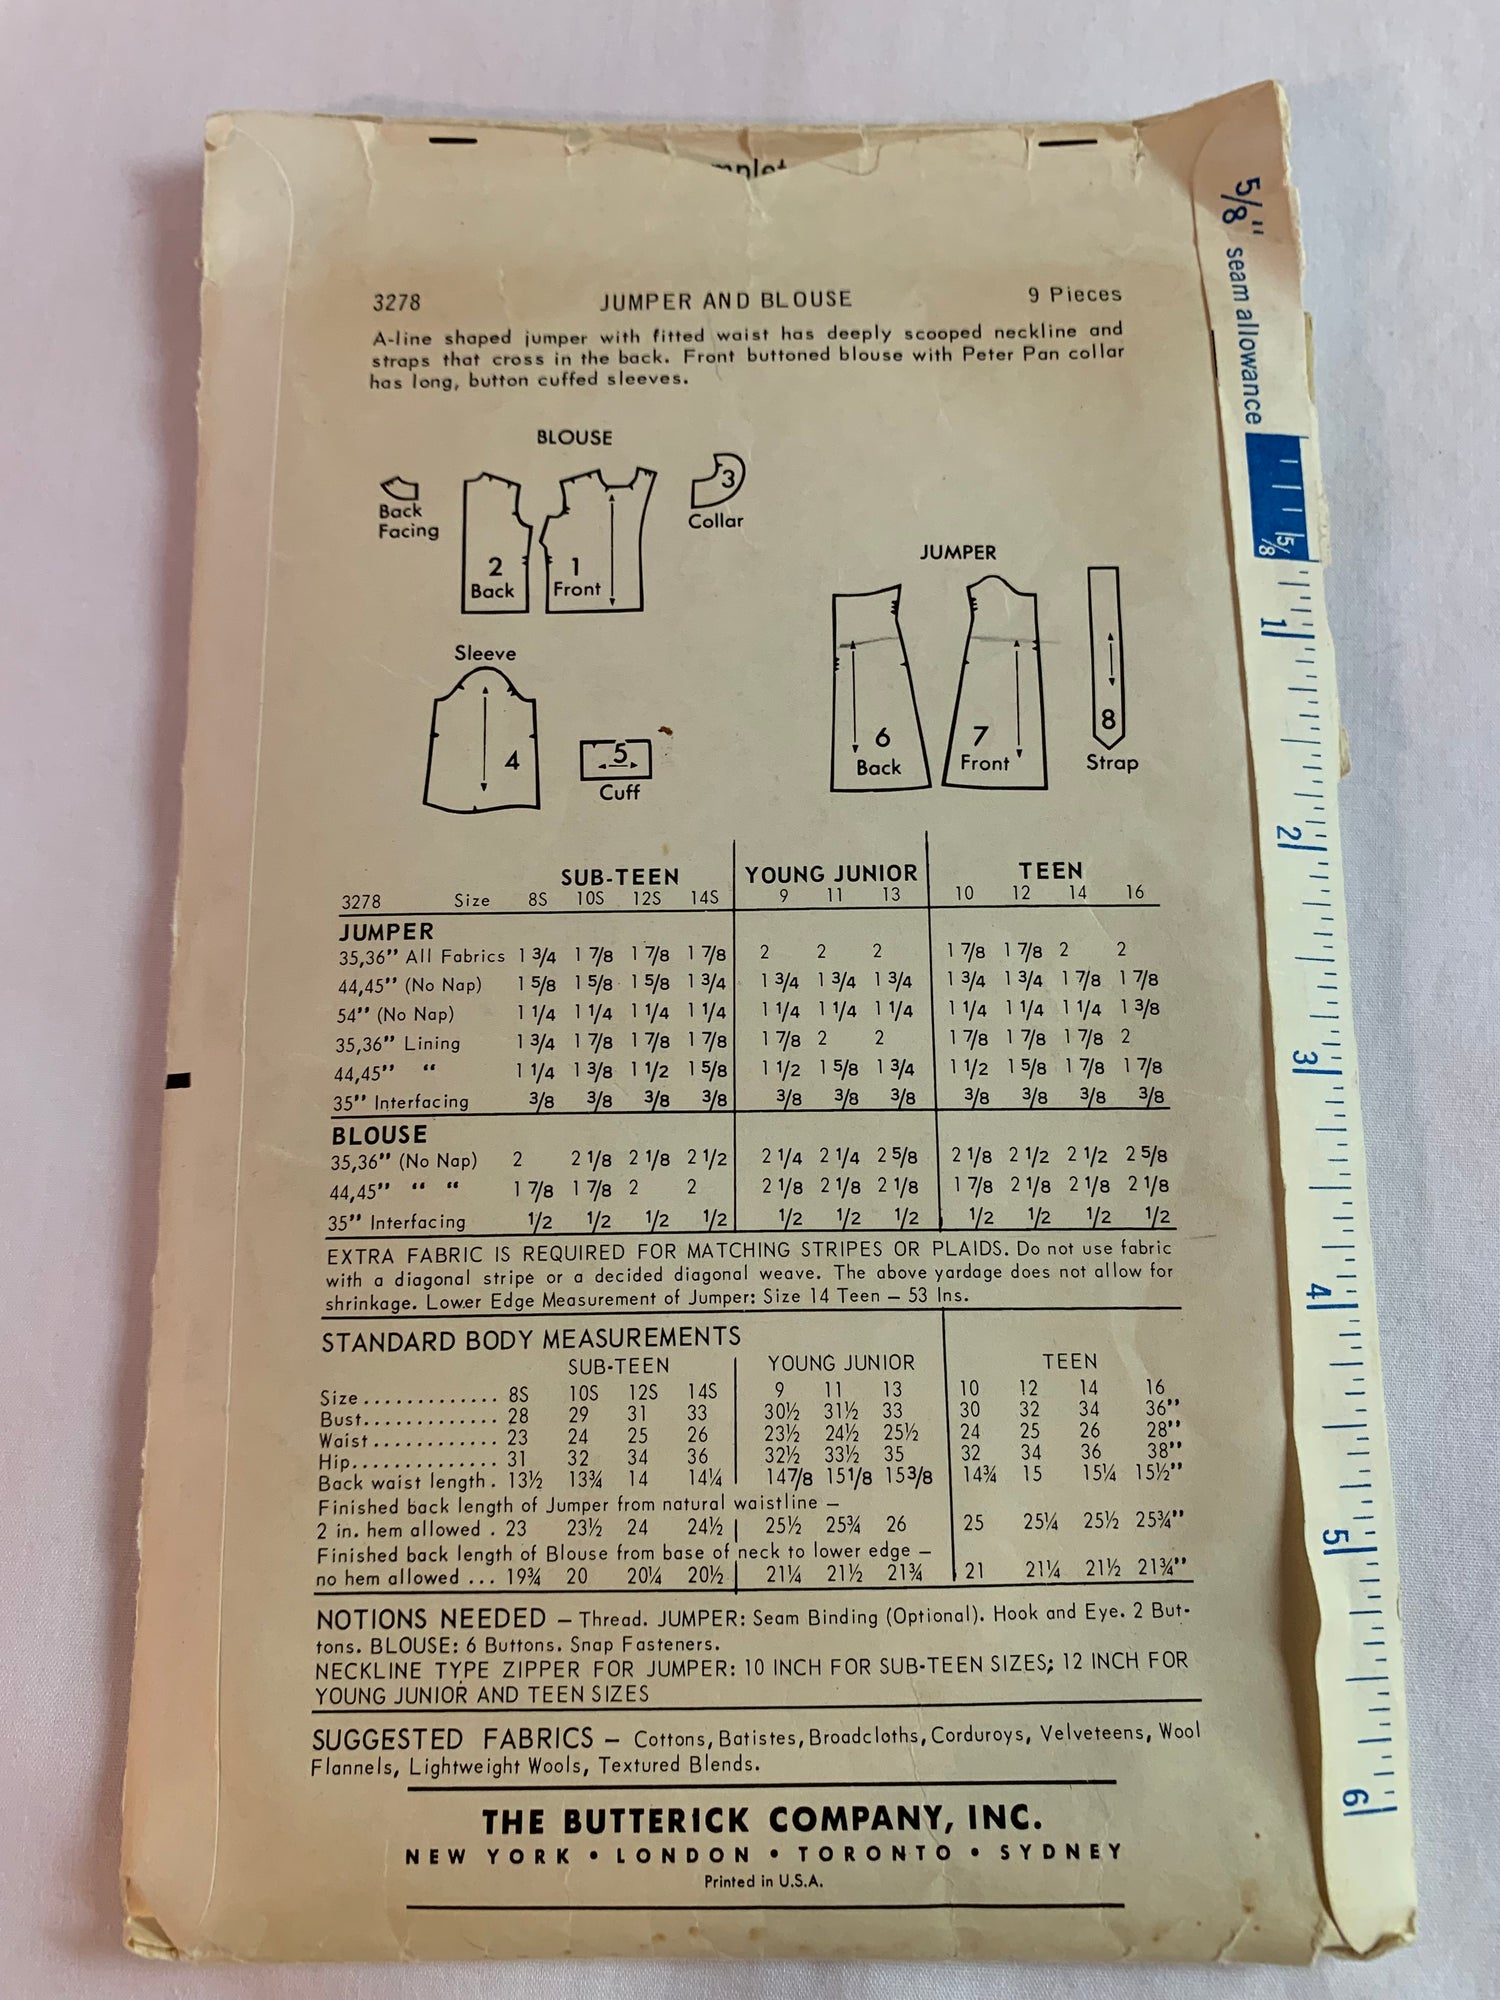 3278 JUMPER AND BLOUSE 9 Pieces
A-line shaped jumper with fitted waist has deeply scooped neckline and
straps that cross in the back. Front buttoned blouse with Peter Pan collar
has long, button cuffed sleeves.
BLOUSE
Back
Facing
2
Back
1
Front
3
Collar
Sleeve
4
5
Cuff
JUMPER
6
Back
7
Front
8
Strap
SUB-TEEN YOUNG JUNIOR TEEN
3278 Size 8S 10S 12S 14S 9 11 13 10 12 14 16
JUMPER
35,36" All Fabrics 1 3/4 1 7/8 1 7/8 1 7/8 2 2 2 1 7/8 1 7/8 2 2
44,45" (No Nap) 1 5/8 1 5/8 1 5/8 1 3/4 1 3/4 1 3/4 1 3/4 1 3/4 1 3/4 1 7/8 1 7/8
54" (No Nap) 1 1/4 1 1/4 1 1/4 1 1/4 1 1/4 1 1/4 1 1/4 1 1/4 1 1/4 1 1/4 1 3/8
35,36" Lining 1 3/4 1 7/8 1 7/8 1 7/8 1 7/8 2 2 1 7/8 1 7/8 1 7/8 2
44,45" " 1 1/4 1 3/8 1 1/2 1 5/8 1 1/2 1 5/8 1 3/4 1 1/2 1 5/8 1 7/8 1 7/8
35" Interfacing 3/8 3/8 3/8 3/8 3/8 3/8 3/8 3/8 3/8 3/8 3/8
BLOUSE
35,36" (No Nap) 2 2 1/8 2 1/8 2 1/2 2 1/4 2 1/4 2 5/8 2 1/8 2 1/2 2 1/2 2 5/8
44,45" " " 1 7/8 1 7/8 2 2 2 1/8 2 1/8 2 1/8 1 7/8 2 1/8 2 1/8 2 1/8
35" Interfacing 1/2 1/2 1/2 1/2 1/2 1/2 1/2 1/2 1/2 1/2 1/2
EXTRA FABRIC IS REQUIRED FOR MATCHING STRIPES OR PLAIDS. Do not use fabric
with a diagonal stripe or a decided diagonal weave. The above yardage does not allow for
shrinkage. Lower Edge Measurement of Jumper: Size 14 Teen – 53 Ins.
STANDARD BODY MEASUREMENTS
SUB-TEEN YOUNG JUNIOR TEEN
Size............. 8S 10S 12S 14S 9 11 13 10 12 14 16
Bust............. 28 29 31 33 30½ 31½ 33 30 32 34 36"
Waist............ 23 24 25 26 23½ 24½ 25½ 24 25 26 28"
Hip.............. 31 32 34 36 32½ 33½ 35 32 34 36 38"
Back waist length . 13½ 13¾ 14 14¼ 14 7/8 15 1/8 15 3/8 14¾ 15 15¼ 15½"
Finished back length of Jumper from natural waistline –
2 in. hem allowed . 23 23½ 24 24½ 25½ 25¾ 26 25 25¼ 25½ 25¾"
Finished back length of Blouse from base of neck to lower edge –
no hem allowed ... 19¾ 20 20¼ 20½ 21¼ 21½ 21¾ 21 21¼ 21½ 21¾"
NOTIONS NEEDED – Thread. JUMPER: Seam Binding (Optional). Hook and Eye. 2 But-
tons. BLOUSE: 6 Buttons. Snap Fasteners.
NECKLINE TYPE ZIPPER FOR JUMPER: 10 INCH FOR SUB-TEEN SIZES; 12 INCH FOR
YOUNG JUNIOR AND TEEN SIZES
SUGGESTED FABRICS – Cottons, Batistes, Broadcloths, Corduroys, Velveteens, Wool
Flannels, Lightweight Wools, Textured Blends.
THE BUTTERICK COMPANY, INC.
NEW YORK • LONDON • TORONTO • SYDNEY
Printed in U.S.A.
5/8" seam allowance
5/8
1
2
3
4
5
6